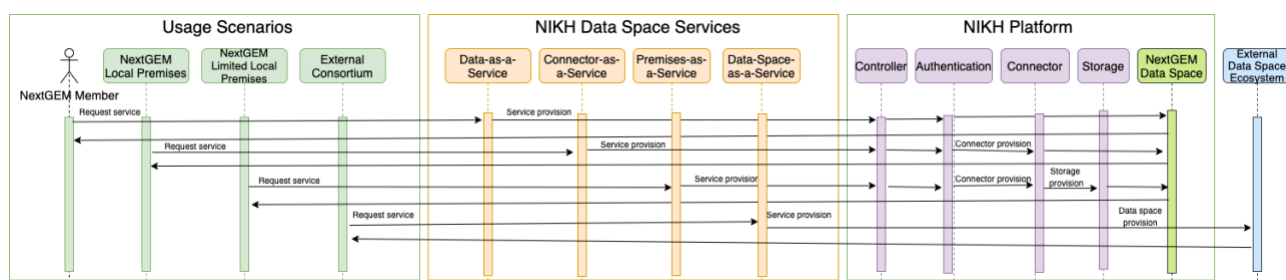 Usage Scenarios
NIKH Data Space Services
NIKH Platform
NextGEM Member
NextGEM
Local Premises
NextGEM
Limited Local
Premises
External
Consortium
Data-as-a-
Service
Connector-as-
a-Service
Premises-as-
a-Service
Data-Space-
as-a-Service
Controller
Authentication
Connector
Storage
NextGEM
Data Space
External
Data Space
Ecosystem
Request service
Service provision
Request service
Service provision
Connector provision
Request service
Service provision
Connector provision
Storage
provision
Request service
Service provision
Data space
provision